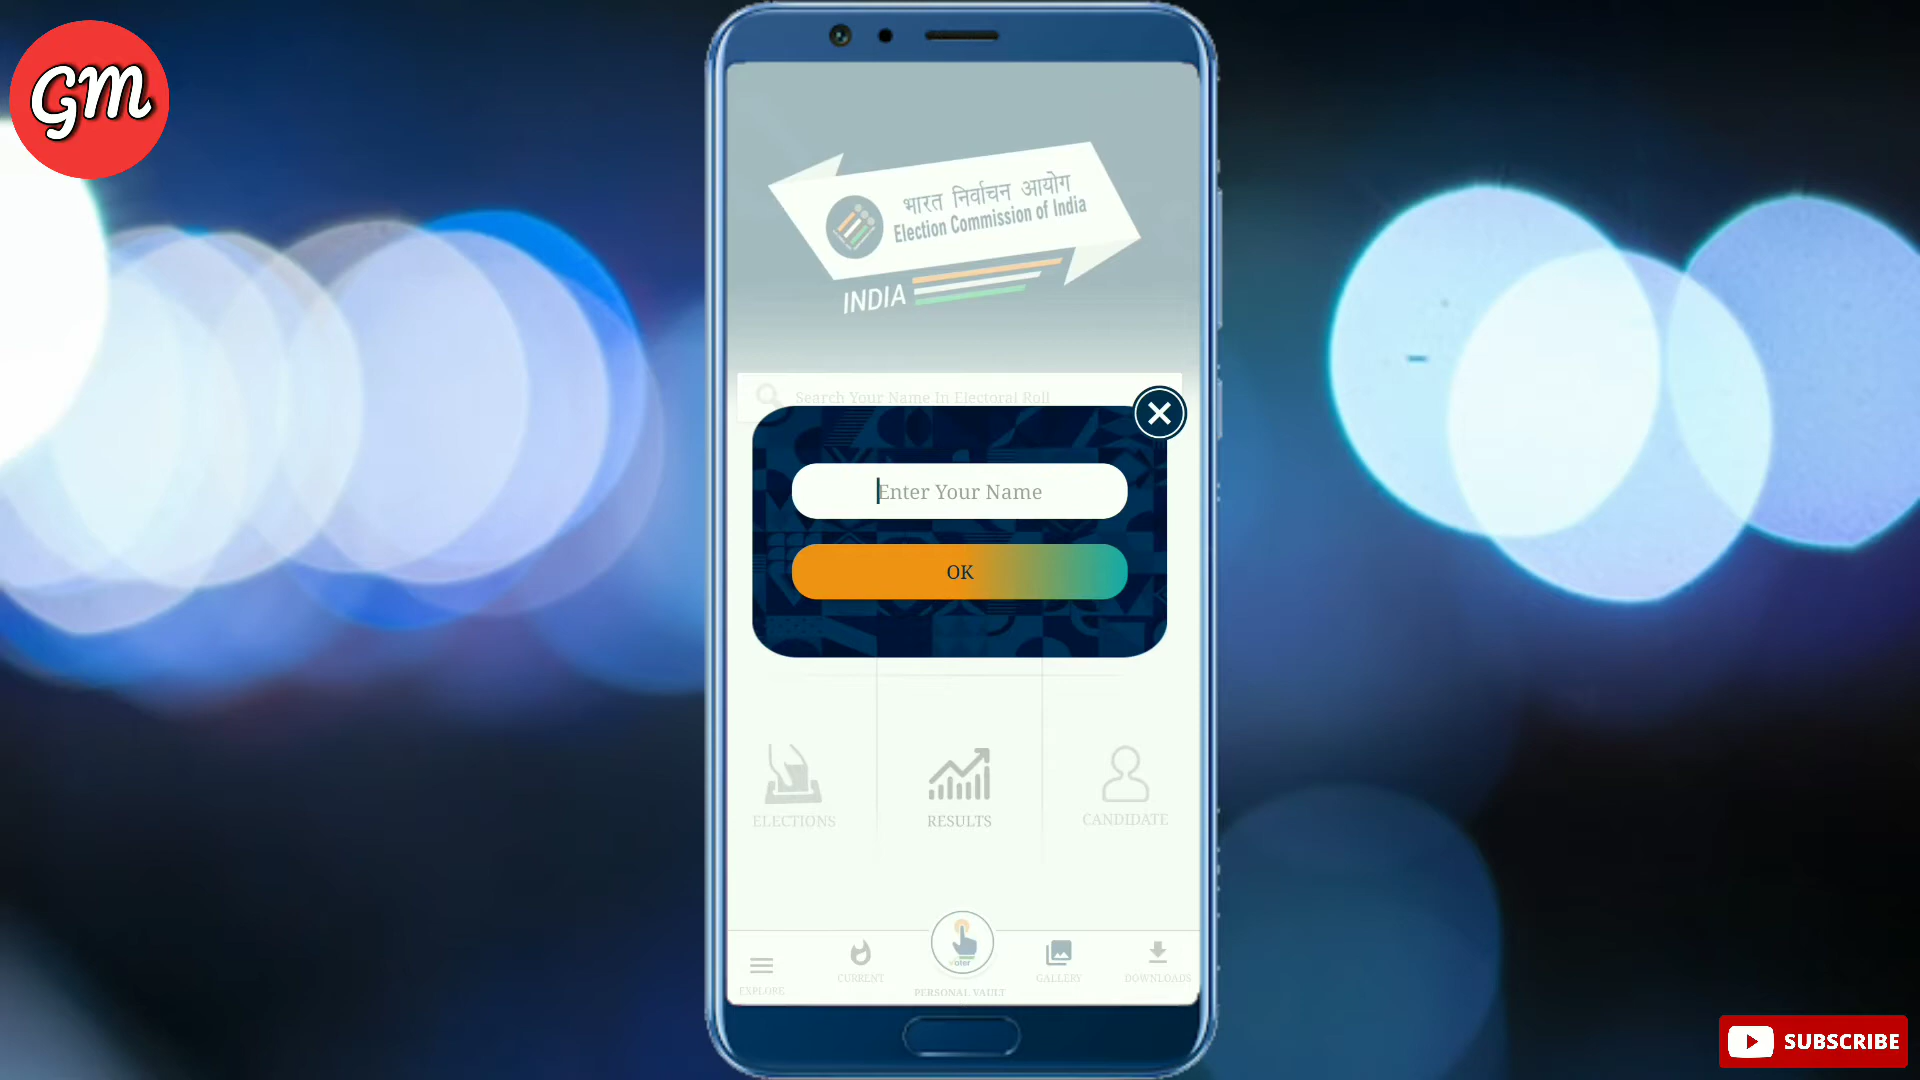 GM
भारत निर्वाचन आयोग
Election Commission of India
INDIA
Search Your Name In Electoral Roll
Enter Your Name
OK
ELECTIONS
RESULTS
CANDIDATE
EXPLORE
CURRENT
Voter
PERSONAL VAULT
GALLERY
DOWNLOADS
SUBSCRIBE